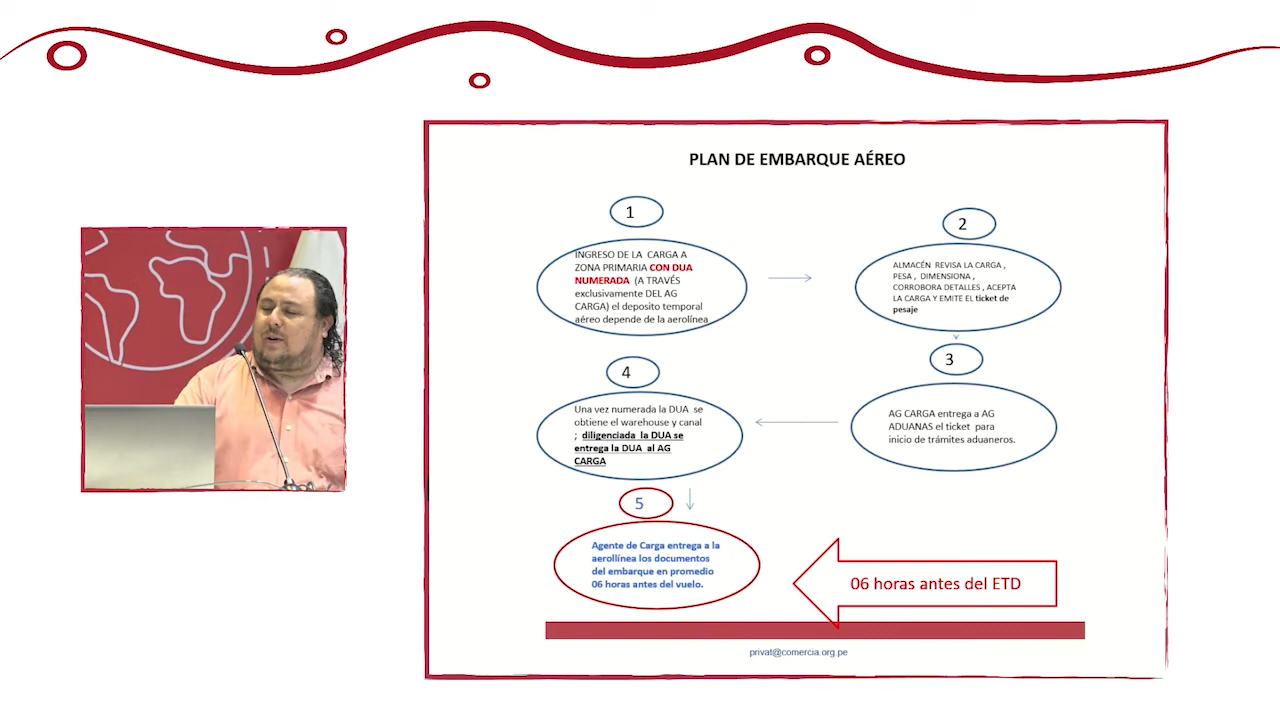 PLAN DE EMBARQUE AÉREO
1
INGRESO DE LA CARGA A
ZONA PRIMARIA CON DUA
NUMERADA (A TRAVÉS
exclusivamente DEL AG
CARGA) el deposito temporal
aéreo depende de la aerolínea
2
ALMACÉN REVISA LA CARGA ,
PESA , DIMENSIONA ,
CORROBORA DETALLES , ACEPTA
LA CARGA Y EMITE EL ticket de
pesaje
3
AG CARGA entrega a AG
ADUANAS el ticket para
inicio de trámites aduaneros.
4
Una vez numerada la DUA se
obtiene el warehouse y canal
; diligenciada la DUA se
entrega la DUA al AG
CARGA
5
Agente de Carga entrega a la
aerollínea los documentos
del embarque en promedio
06 horas antes del vuelo.
06 horas antes del ETD
privat@comercia.org.pe